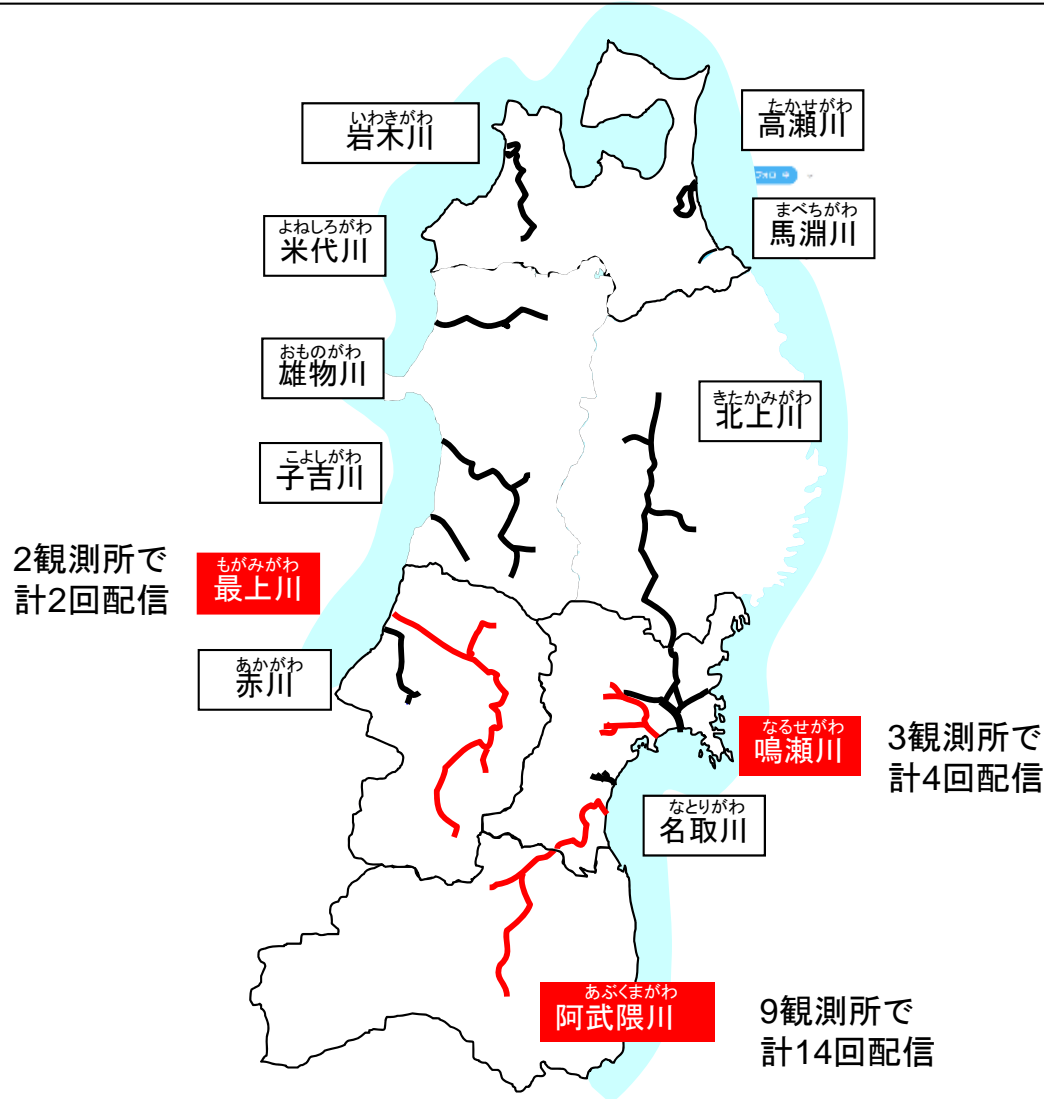 いわきがわ
岩木川
たかせがわ
高瀬川
まべちがわ
馬淵川
よねしろがわ
米代川
おものがわ
雄物川
きたかみがわ
北上川
こよしがわ
子吉川
2観測所で
計2回配信
もがみがわ
最上川
あかがわ
赤川
なるせがわ
鳴瀬川
3観測所で
計4回配信
なとりがわ
名取川
あぶくまがわ
阿武隈川
9観測所で
計14回配信